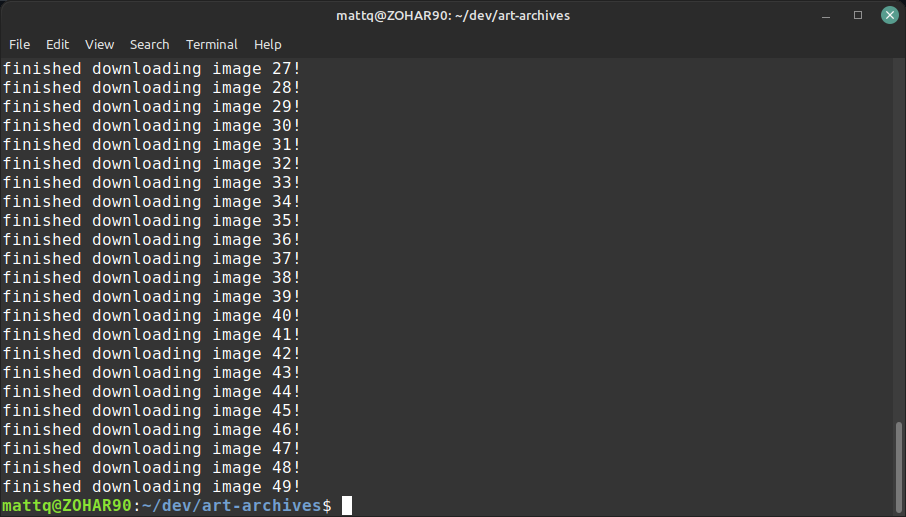 mattq@ZOHAR90: ~/dev/art-archives
File Edit View Search Terminal Help
finished downloading image 27!
finished downloading image 28!
finished downloading image 29!
finished downloading image 30!
finished downloading image 31!
finished downloading image 32!
finished downloading image 33!
finished downloading image 34!
finished downloading image 35!
finished downloading image 36!
finished downloading image 37!
finished downloading image 38!
finished downloading image 39!
finished downloading image 40!
finished downloading image 41!
finished downloading image 42!
finished downloading image 43!
finished downloading image 44!
finished downloading image 45!
finished downloading image 46!
finished downloading image 47!
finished downloading image 48!
finished downloading image 49!
mattq@ZOHAR90:~/dev/art-archives$